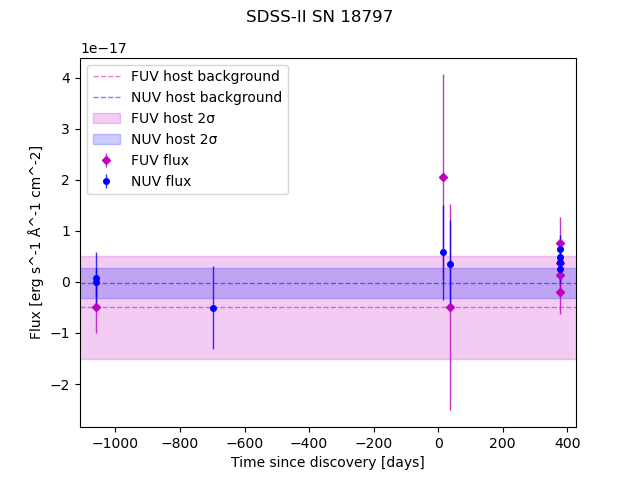 SDSS-II SN 18797
1e−17
FUV host background
NUV host background
FUV host 2σ
NUV host 2σ
FUV flux
NUV flux
4
3
2
1
0
−1
−2
Flux [erg s^-1 Å^-1 cm^-2]
−1000
−800
−600
−400
−200
0
200
400
Time since discovery [days]